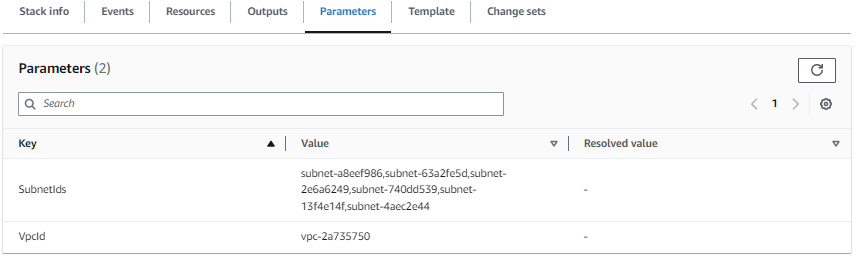 Stack info Events Resources Outputs Parameters Template Change sets
Parameters (2)
Search 1
Key Value Resolved value
subnet-a8eef986,subnet-63a2fe5d,subnet-
SubnetIds 2e6a6249,subnet-740dd539,subnet- -
13f4e14f,subnet-4aec2e44
VpcId vpc-2a735750 -